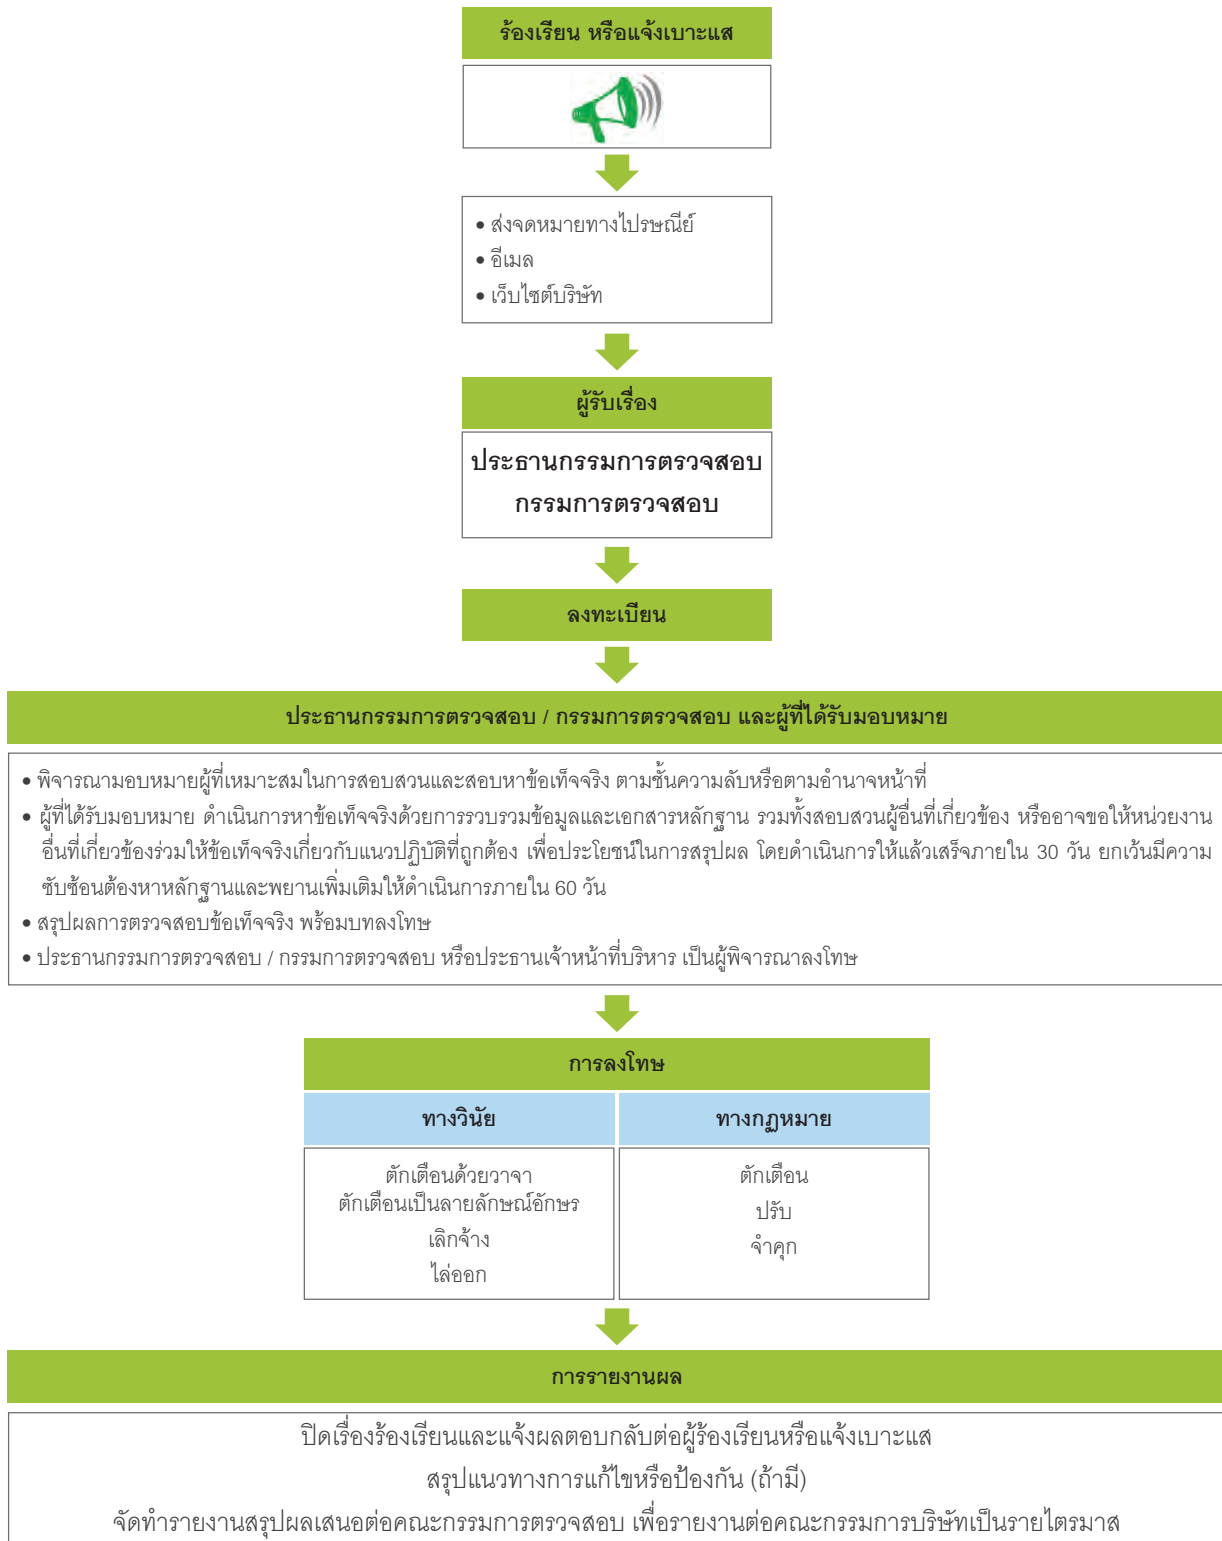 ร้องเรียน หรือแจ้งเบาะแส
• ส่งจดหมายทางไปรษณีย์
• อีเมล
• เว็บไซต์บริษัท
ผู้รับเรื่อง
ประธานกรรมการตรวจสอบ
กรรมการตรวจสอบ
ลงทะเบียน
ประธานกรรมการตรวจสอบ / กรรมการตรวจสอบ และผู้ที่ได้รับมอบหมาย
• พิจารณามอบหมายผู้ที่เหมาะสมในการสอบสวนและสอบหาข้อเท็จจริง ตามชั้นความลับหรือตามอำนาจหน้าที่
• ผู้ที่ได้รับมอบหมาย ดำเนินการหาข้อเท็จจริงด้วยการรวบรวมข้อมูลและเอกสารหลักฐาน รวมทั้งสอบสวนผู้อื่นที่เกี่ยวข้อง หรืออาจขอให้หน่วยงาน
อื่นที่เกี่ยวข้องร่วมให้ข้อเท็จจริงเกี่ยวกับแนวปฏิบัติที่ถูกต้อง เพื่อประโยชน์ในการสรุปผล โดยดำเนินการให้แล้วเสร็จภายใน 30 วัน ยกเว้นมีความ
ซับซ้อนต้องหาหลักฐานและพยานเพิ่มเติมให้ดำเนินการภายใน 60 วัน
• สรุปผลการตรวจสอบข้อเท็จจริง พร้อมบทลงโทษ
• ประธานกรรมการตรวจสอบ / กรรมการตรวจสอบ หรือประธานเจ้าหน้าที่บริหาร เป็นผู้พิจารณาลงโทษ
การลงโทษ
ทางวินัย
ตักเตือนด้วยวาจา
ตักเตือนเป็นลายลักษณ์อักษร
เลิกจ้าง
ไล่ออก
ทางกฎหมาย
ตักเตือน
ปรับ
จำคุก
การรายงานผล
ปิดเรื่องร้องเรียนและแจ้งผลตอบกลับต่อผู้ร้องเรียนหรือแจ้งเบาะแส
สรุปแนวทางการแก้ไขหรือป้องกัน (ถ้ามี)
จัดทำรายงานสรุปผลเสนอต่อคณะกรรมการตรวจสอบ เพื่อรายงานต่อคณะกรรมการบริษัทเป็นรายไตรมาส